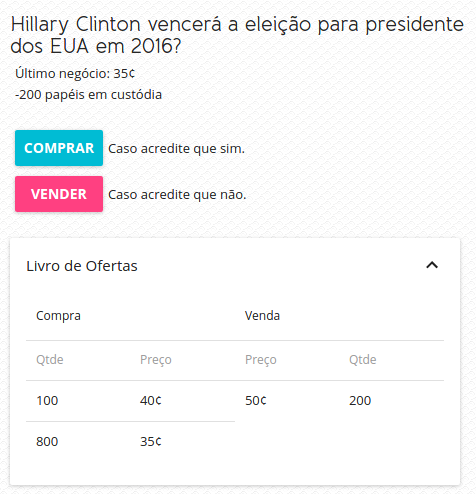 Hillary Clinton vencerá a eleição para presidente
dos EUA em 2016?
Último negócio: 35¢
-200 papéis em custódia
COMPRAR Caso acredite que sim.
VENDER Caso acredite que não.
Livro de Ofertas
Compra Venda
Qtde Preço Preço Qtde
100 40¢ 50¢ 200
800 35¢